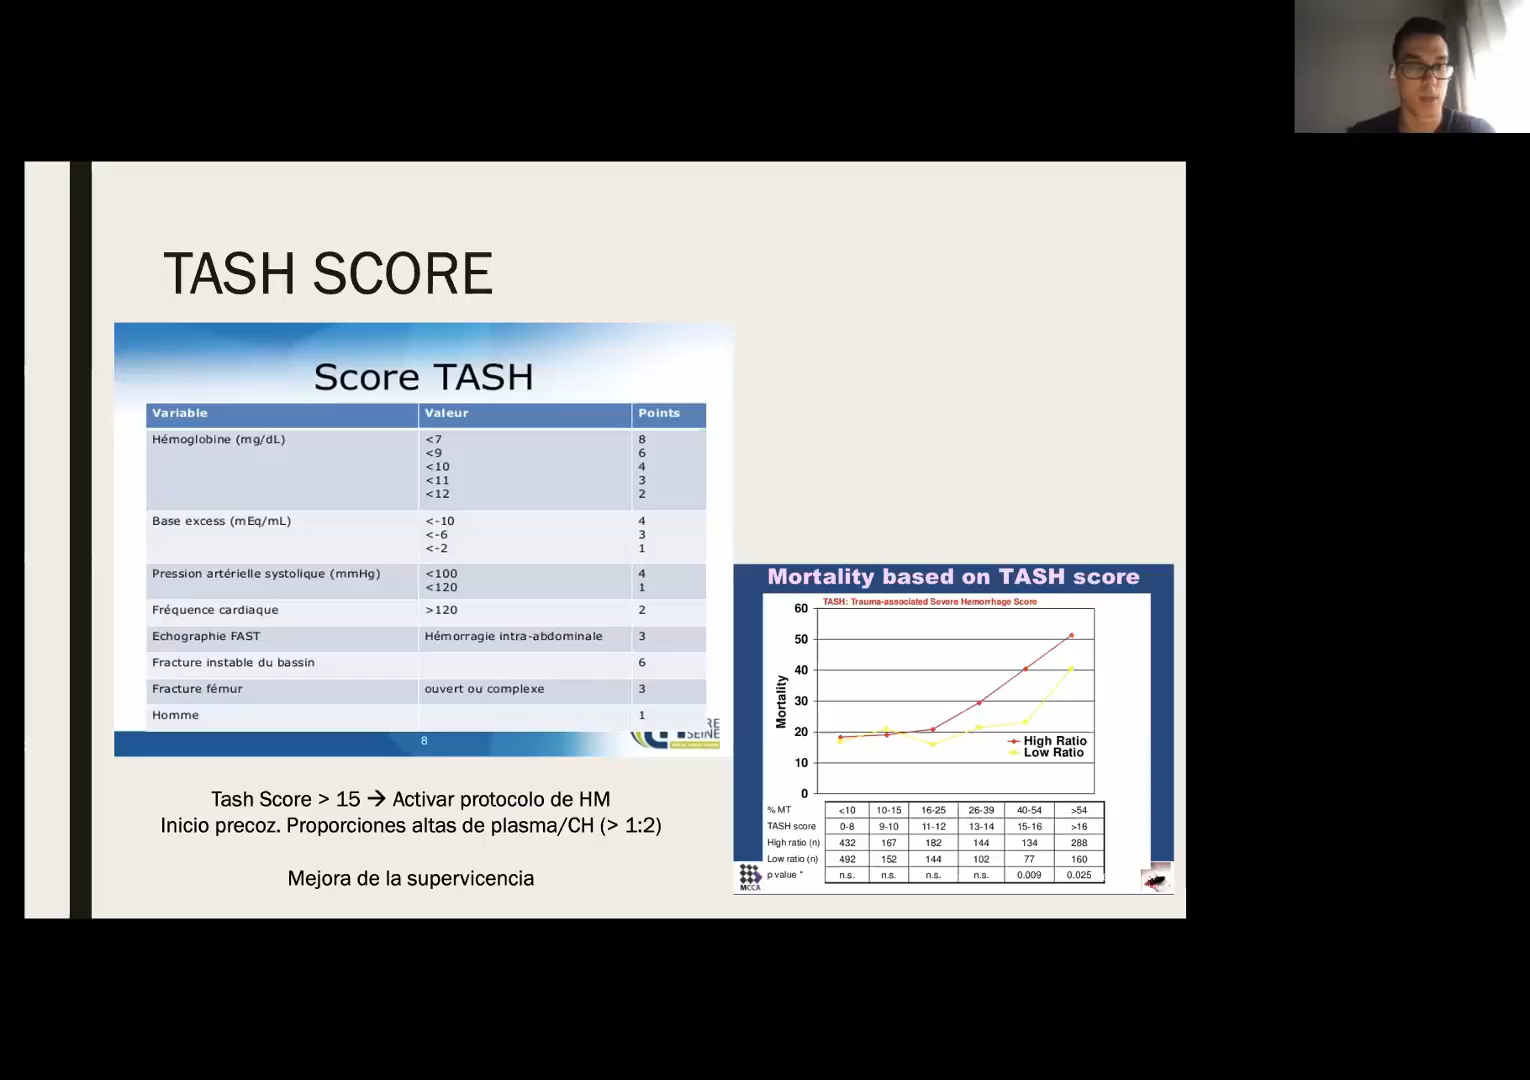 TASH SCORE
Score TASH
Variable Valeur Points
Hémoglobine (mg/dL) <7 8
<9 6
<10 4
<11 3
<12 2
Base excess (mEq/mL) <-10 4
<-6 3
<-2 1
Pression artérielle systolique (mmHg) <100 4
<120 1
Fréquence cardiaque >120 2
Echographie FAST Hémorragie intra-abdominale 3
Fracture instable du bassin 6
Fracture fémur ouvert ou complexe 3
Homme 1
8
SEINE
Tash Score > 15 → Activar protocolo de HM
Inicio precoz. Proporciones altas de plasma/CH (> 1:2)
Mejora de la supervicencia
Mortality based on TASH score
TASH: Trauma-associated Severe Hemorrhage Score
60
50
40
30
20
10
0
Mortality
High Ratio
Low Ratio
% MT <10 10-15 16-25 26-39 40-54 >54
TASH score 0-8 9-10 11-12 13-14 15-16 >16
High ratio (n) 432 167 182 144 134 288
Low ratio (n) 492 152 144 102 77 160
p value * n.s. n.s. n.s. n.s. 0.009 0.025
MCCA